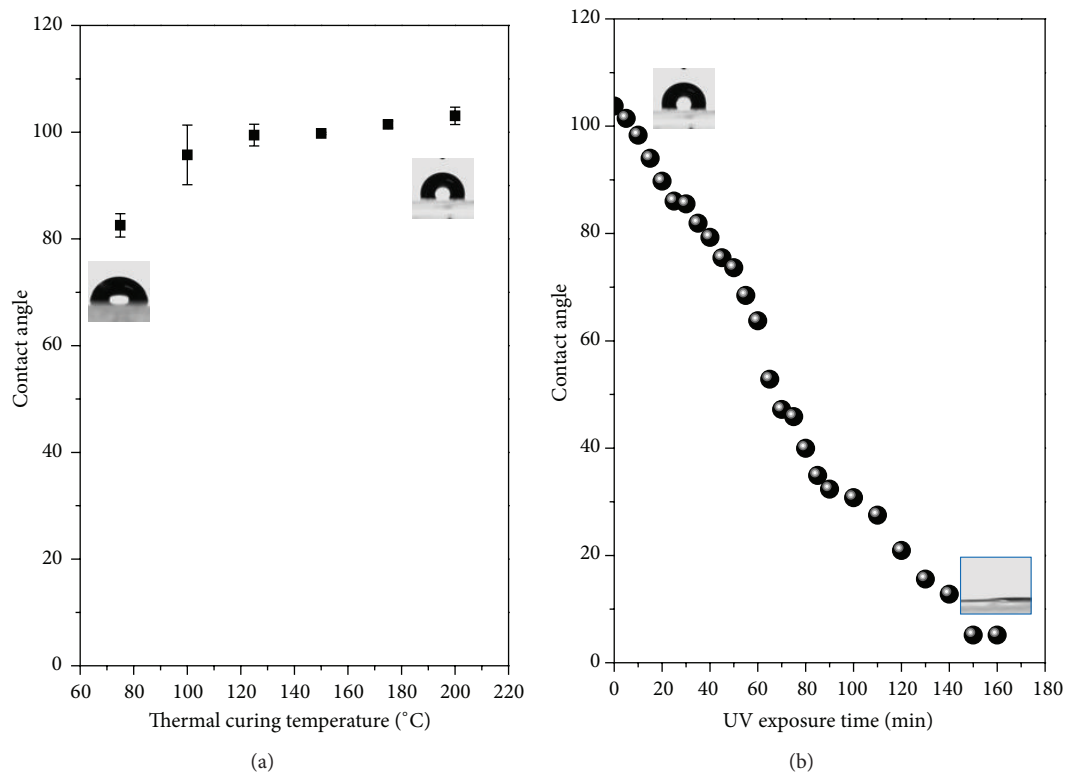 120
100
80
60
40
20
0
Contact angle
60 80 100 120 140 160 180 200 220
Thermal curing temperature (°C)
(a)
120
100
80
60
40
20
0
Contact angle
0 20 40 60 80 100 120 140 160 180
UV exposure time (min)
(b)